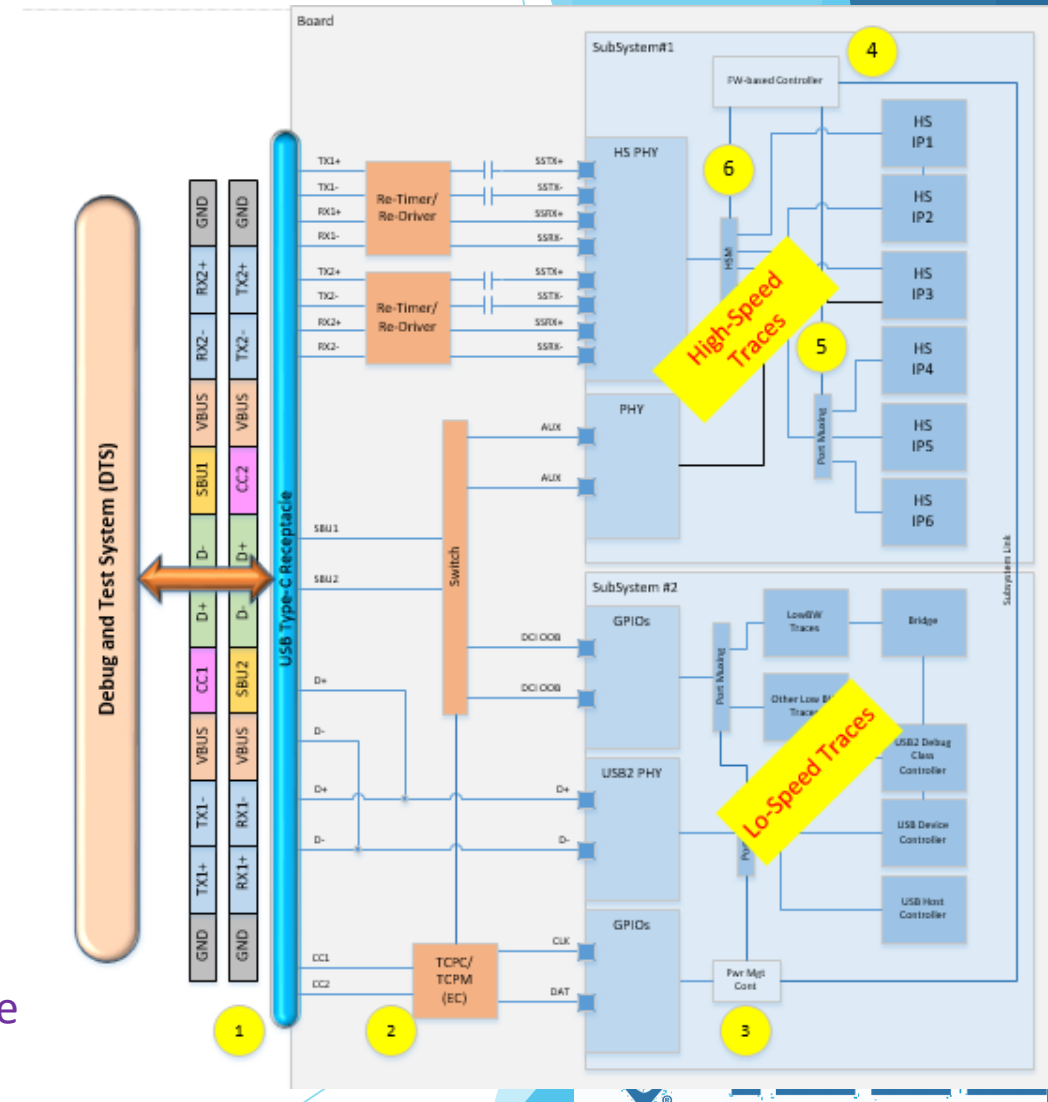 Board
SubSystem#1
4
FW-based Controller
HS PHY
6
HSM
HS
IP1
HS
IP2
HS
IP3
HS
IP4
HS
IP5
HS
IP6
High-Speed
Traces
5
Port Muxing
TX1+
TX1-
RX1+
RX1-
Re-Timer/
Re-Driver
SSTX+
SSTX-
SSRX+
SSRX-
TX2+
TX2-
RX2+
RX2-
Re-Timer/
Re-Driver
SSTX+
SSTX-
SSRX+
SSRX-
PHY
AUX
AUX
Debug and Test System (DTS)
GND
RX2+
RX2-
VBUS
SBU1
D-
D+
CC1
VBUS
TX1-
TX1+
GND
GND
TX2+
TX2-
VBUS
CC2
D+
D-
SBU2
VBUS
RX1-
RX1+
GND
USB Type-C Receptacle
SBU1
SBU2
Switch
Subsystem Link
SubSystem #2
GPIOs
DCI OOB
DCI OOB
Port Muxing
LowBW
Traces
Bridge
Other Low
Lo-Speed Traces
USB2 Debug
Class
Controller
USB Device
Controller
USB Host
Controller
D+
D-
D+
D-
D+
D-
USB2 PHY
GPIOs
CC1
CC2
TCPC/
TCPM
(EC)
CLK
DAT
Pwr Mgt
Cont
1
2
3
e
®